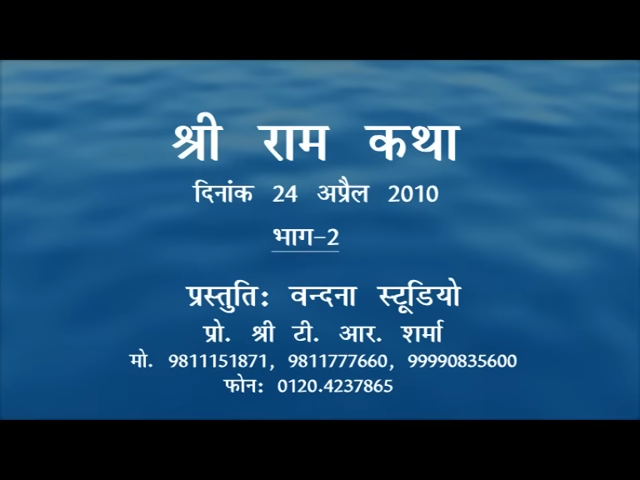 श्री राम कथा
दिनांक 24 अप्रैल 2010
भाग-2
प्रस्तुति: वन्दना स्टूडियो
प्रो. श्री टी. आर. शर्मा
मो. 9811151871, 9811777660, 99990835600
फोन: 0120.4237865